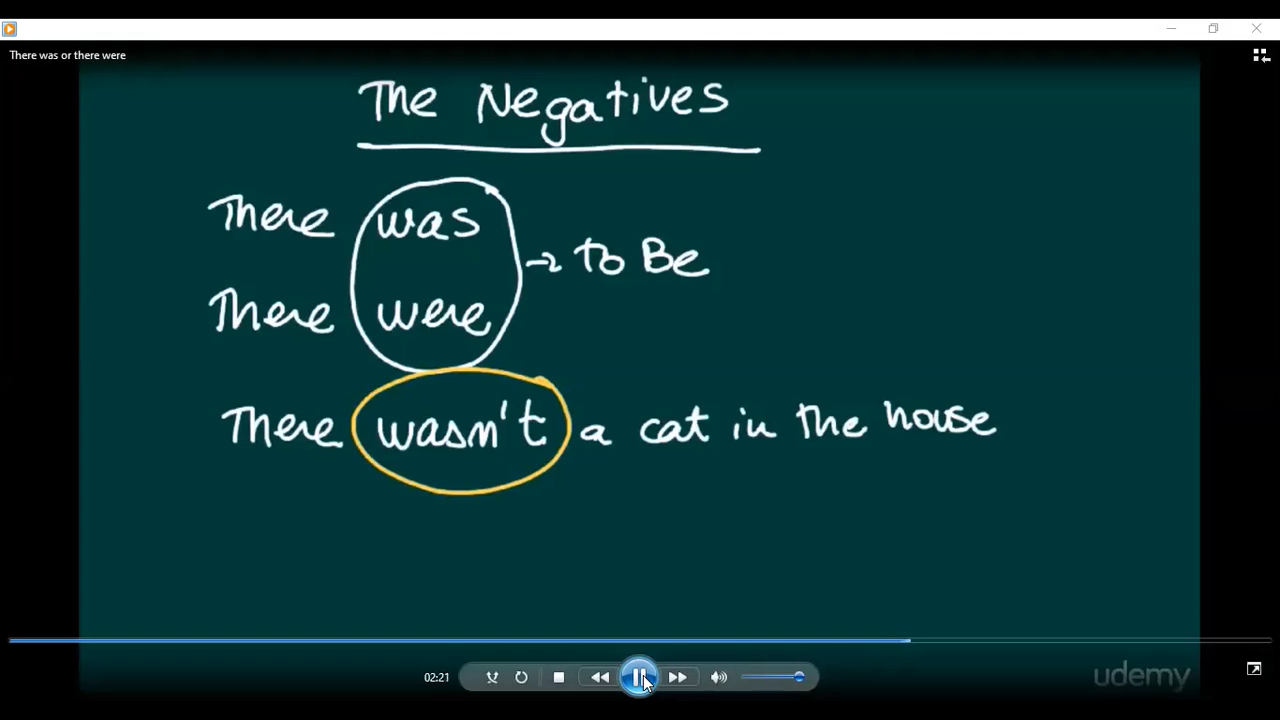 There was or there were
The Negatives
There was
→ to Be
There were
There wasn't a cat in the house
02:21
udemy